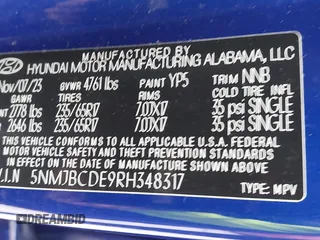 MANUFACTURED BY
HYUNDAI MOTOR MANUFACTURING ALABAMA, LLC
Nov/07/23 GVWR 4761 lbs PAINT YP5 TRIM NNB
GAWR TIRES RIMS COLD TIRE INFL
2778 lbs 235/65R17 7.0JX17 35 psi SINGLE
2646 lbs 235/65R17 7.0JX17 35 psi SINGLE
THIS VEHICLE CONFORMS TO ALL APPLICABLE U.S.A. FEDERAL
MOTOR VEHICLE SAFETY AND THEFT PREVENTION STANDARDS
IN EFFECT ON THE DATE OF MANUFACTURE SHOWN ABOVE.
V.I.N 5NMJBCDE9RH348317 TYPE: MPV
DREAMBID